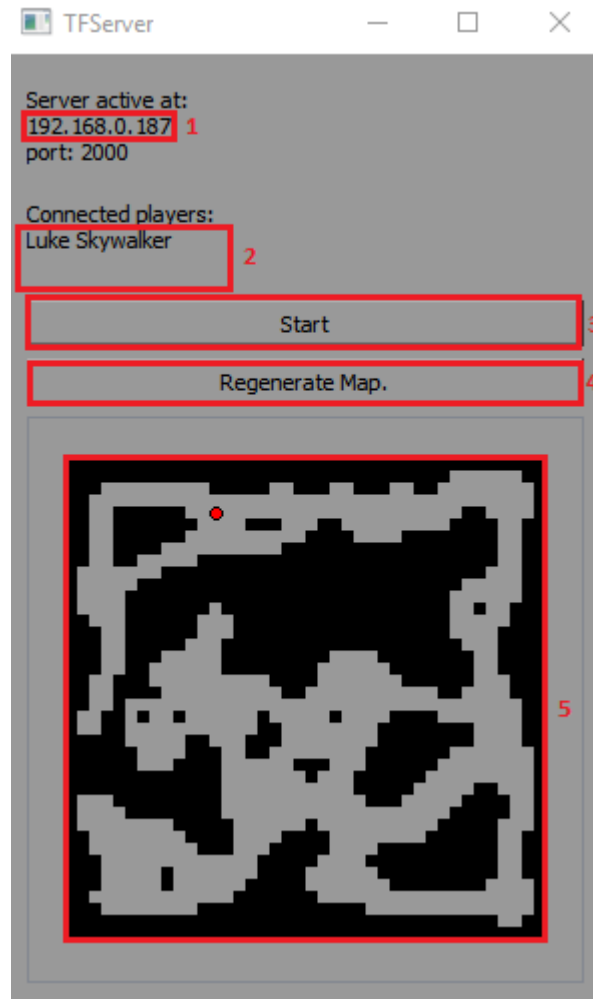 TFServer
Server active at:
192.168.0.187 1
port: 2000
Connected players:
Luke Skywalker
2
Start 3
Regenerate Map. 4
5